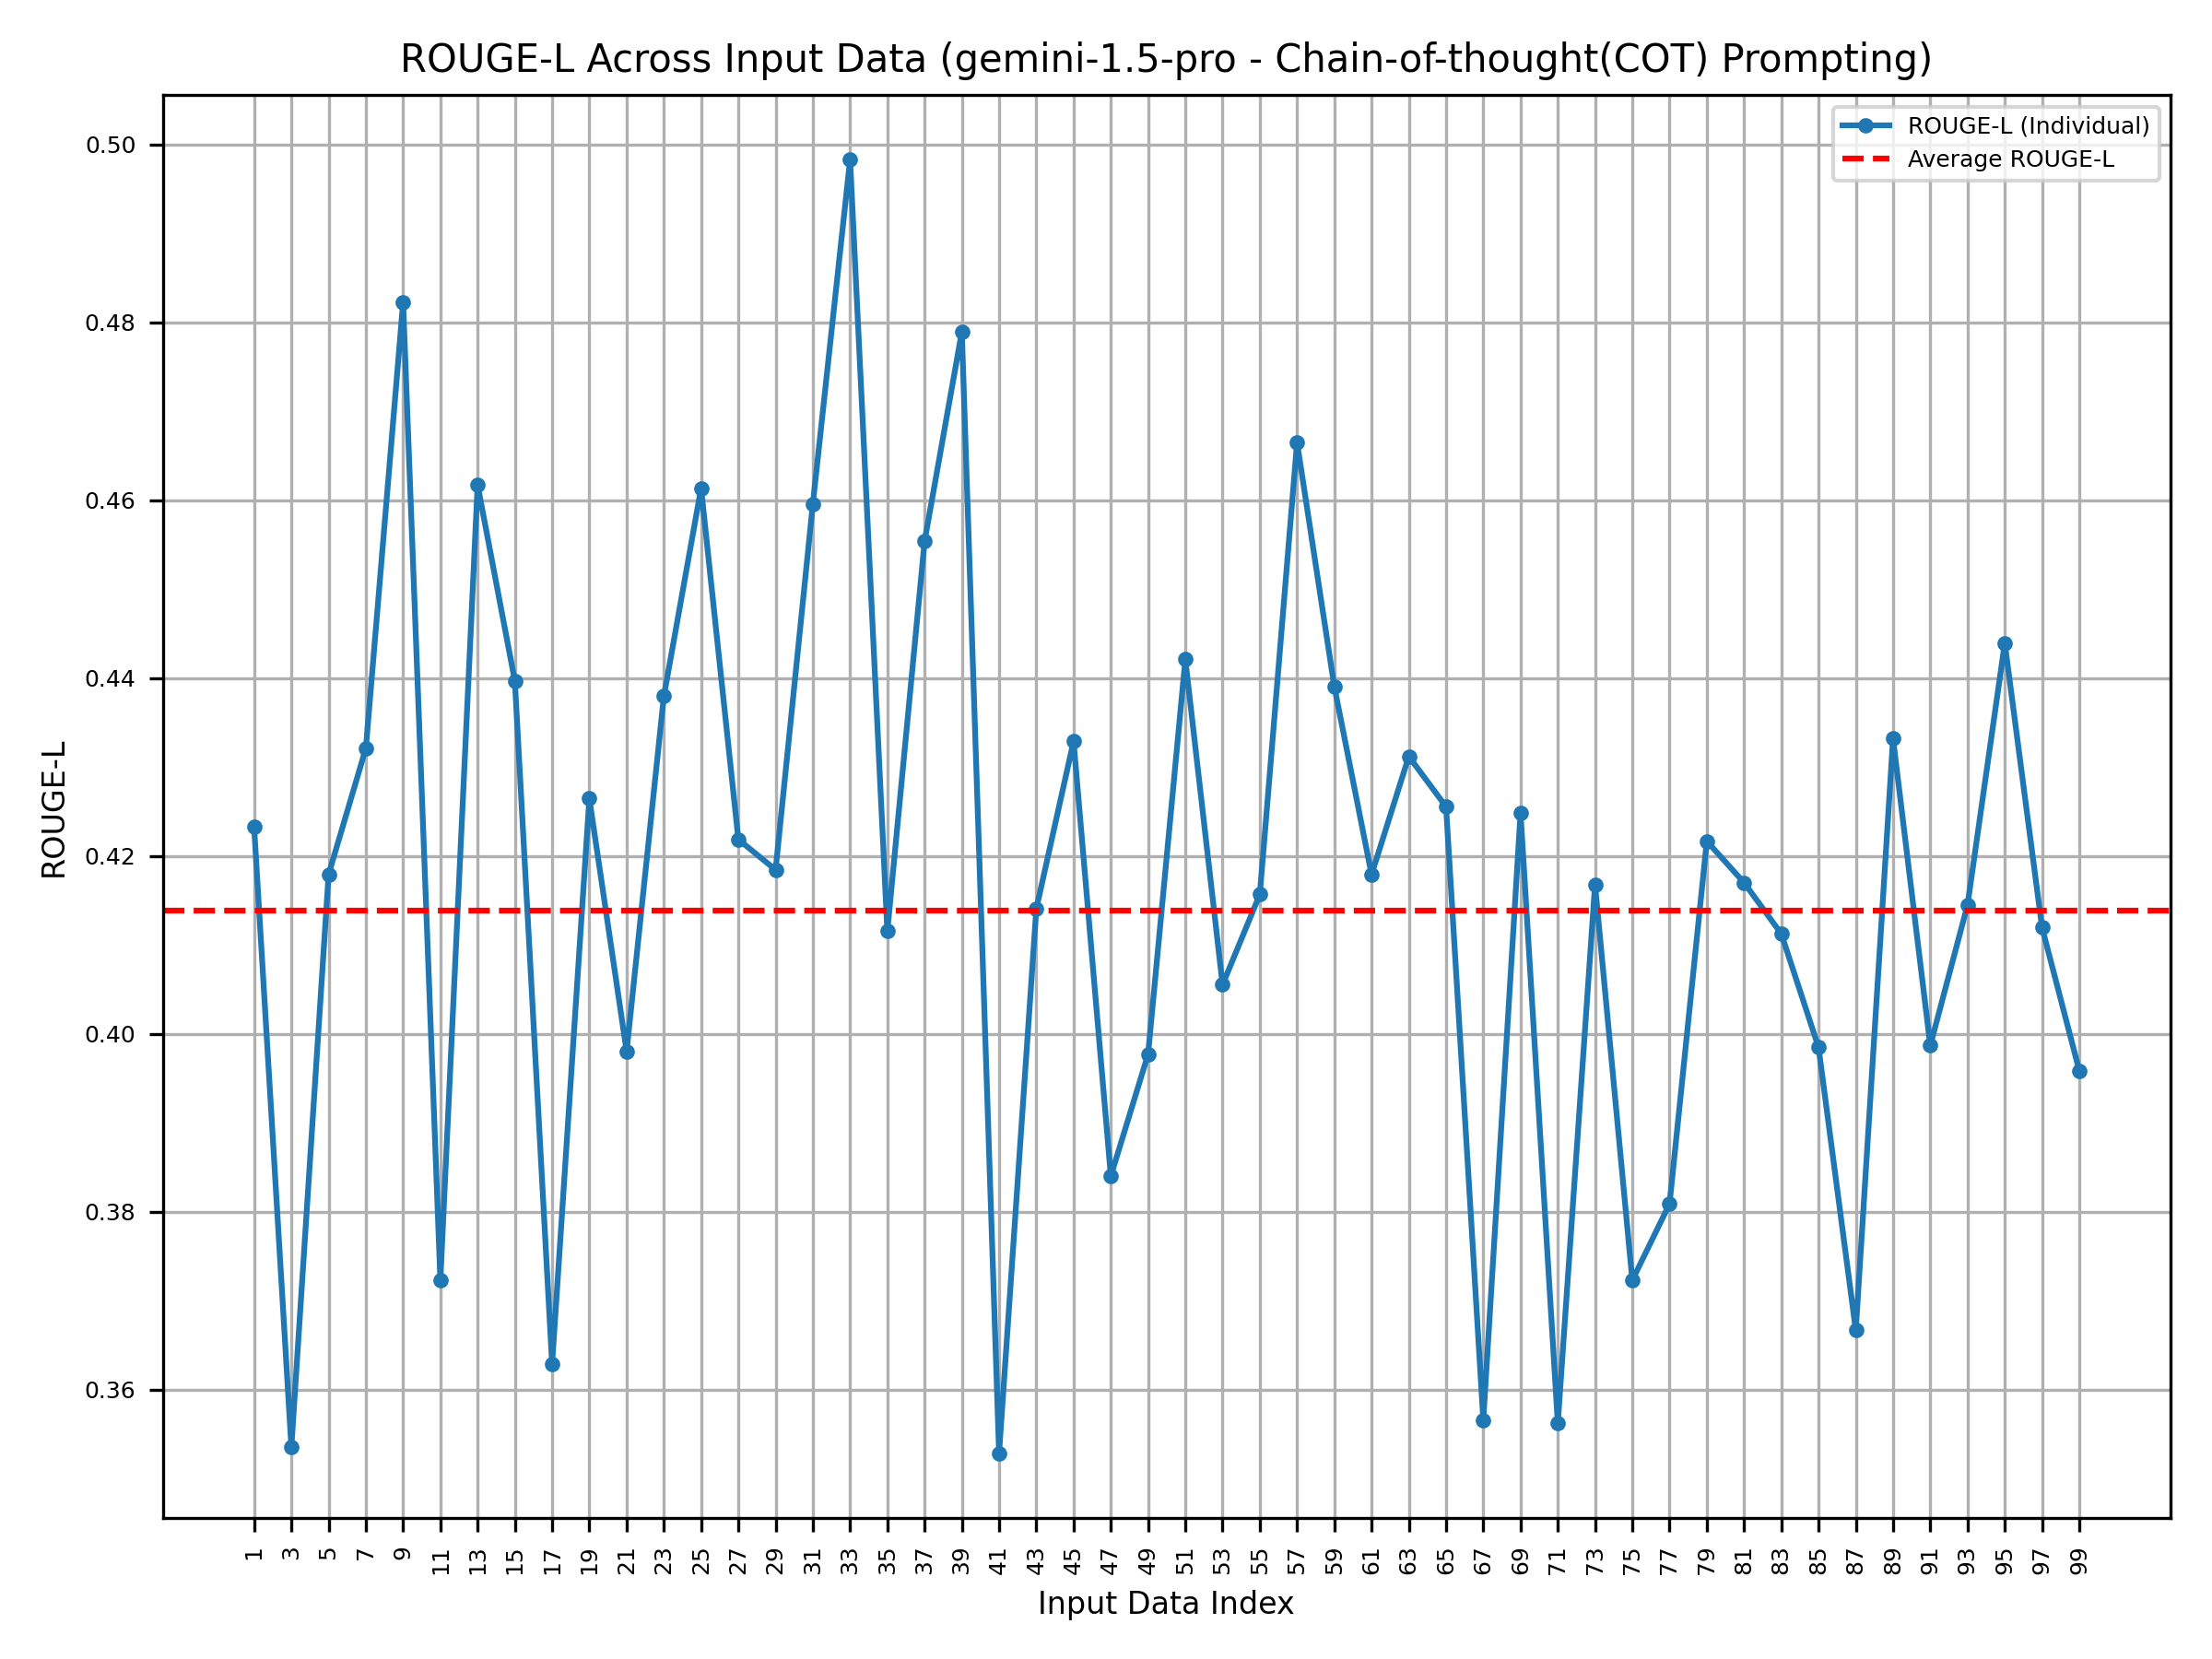 ROUGE-L Across Input Data (gemini-1.5-pro - Chain-of-thought(COT) Prompting)
ROUGE-L (Individual)
Average ROUGE-L
0.50
0.48
0.46
0.44
0.42
0.40
0.38
0.36
ROUGE-L
1 3 5 7 9 11 13 15 17 19 21 23 25 27 29 31 33 35 37 39 41 43 45 47 49 51 53 55 57 59 61 63 65 67 69 71 73 75 77 79 81 83 85 87 89 91 93 95 97 99
Input Data Index